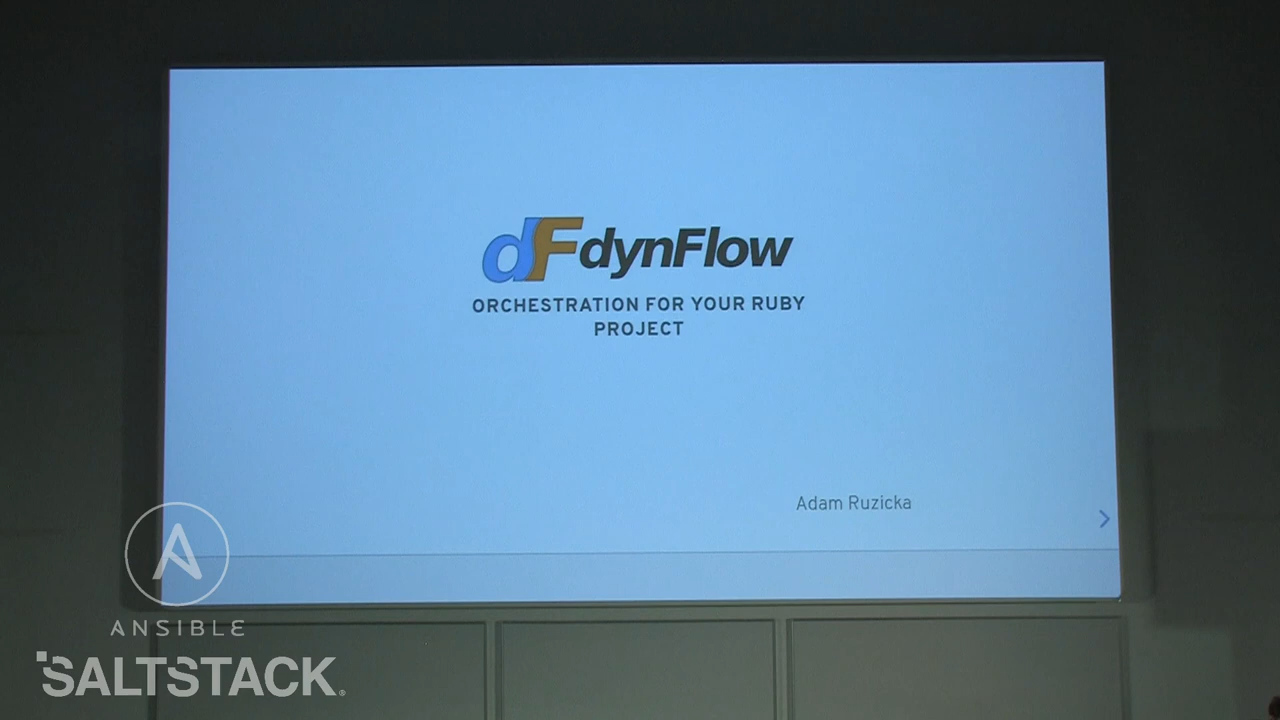 dF dynFlow
ORCHESTRATION FOR YOUR RUBY
PROJECT
Adam Ruzicka
ANSIBLE
SALTSTACK®